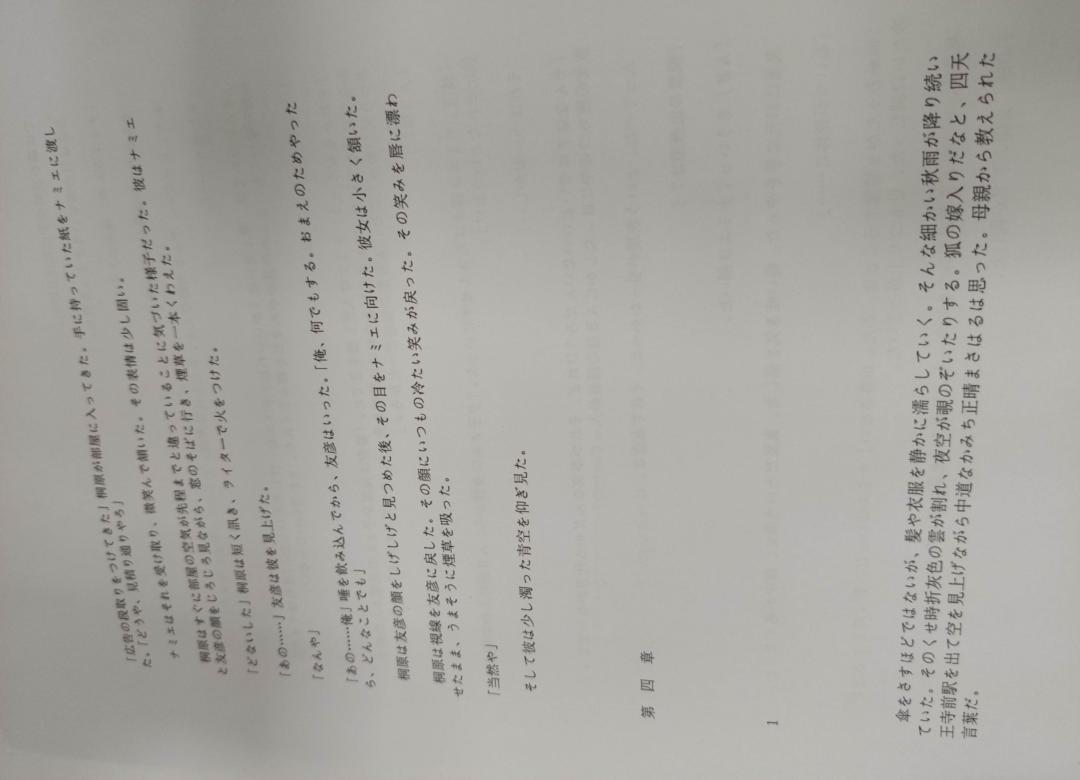 「広告の段取りをつけてきた」桐原が部屋に入ってきた。手に持っていた紙をナミエに渡し
た。「どうや、見積り通りやろ」
ナミエはそれを受け取り、微笑んで頷いた。その表情は少し固い。
桐原はすぐに部屋の空気が先程までと違っていることに気づいた様子だった。彼はナミエ
と友彦の顔をじろじろ見ながら、窓のそばに行き、煙草を一本くわえた。
「どないした」桐原は短く訊き、ライターで火をつけた。
「あの……」友彦は彼を見上げた。
「なんや」
「あの……俺」唾を飲み込んでから、友彦はいった。「俺、何でもする。おまえのためやった
ら、どんなことでも」
桐原は友彦の顔をしげしげと見つめた後、その目をナミエに向けた。彼女は小さく頷いた。
桐原は視線を友彦に戻した。その顔にいつもの冷たい笑みが戻った。その笑みを唇に漂わ
せたまま、うまそうに煙草を吸った。
「当然や」
そして彼は少し濁った青空を仰ぎ見た。
第 四 章
1
傘をさすほどではないが、髪や衣服を静かに濡らしていく。そんな細かい秋雨が降り続い
ていた。そのくせ時折灰色の雲が割れ、夜空が覗のぞいたりする。狐の嫁入りだなと、四天
王寺前駅を出て空を見上げながら中道なかみち正晴まさはるは思った。母親から教えられた
言葉だ。